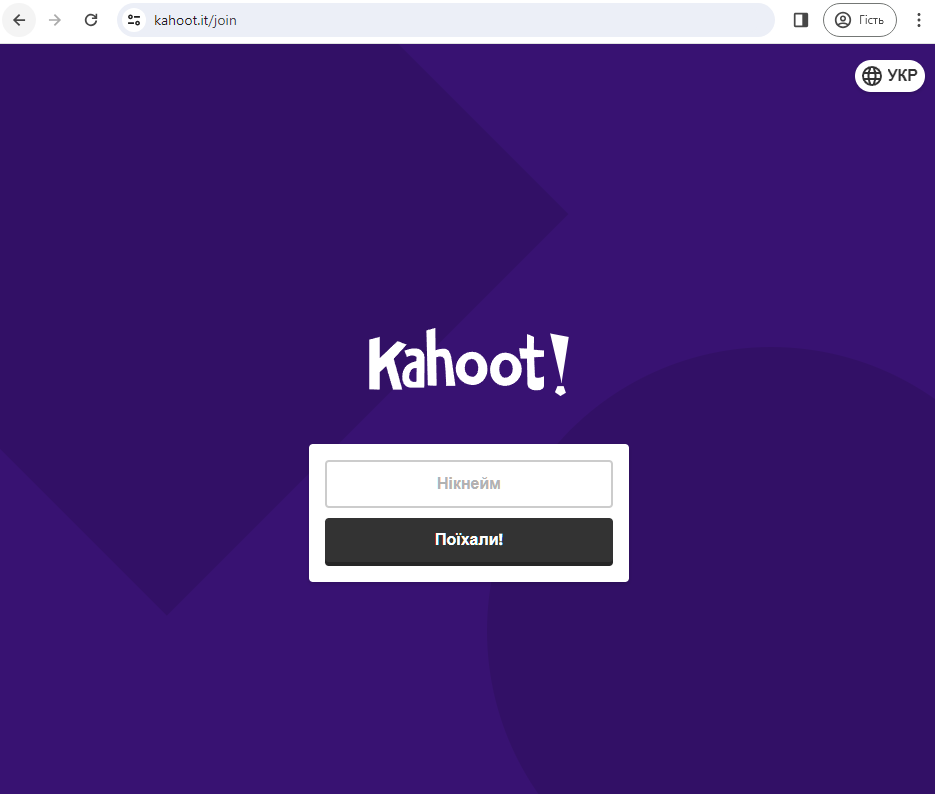 kahoot.it/join
Гість
УКР
Kahoot!
Нікнейм
Поїхали!